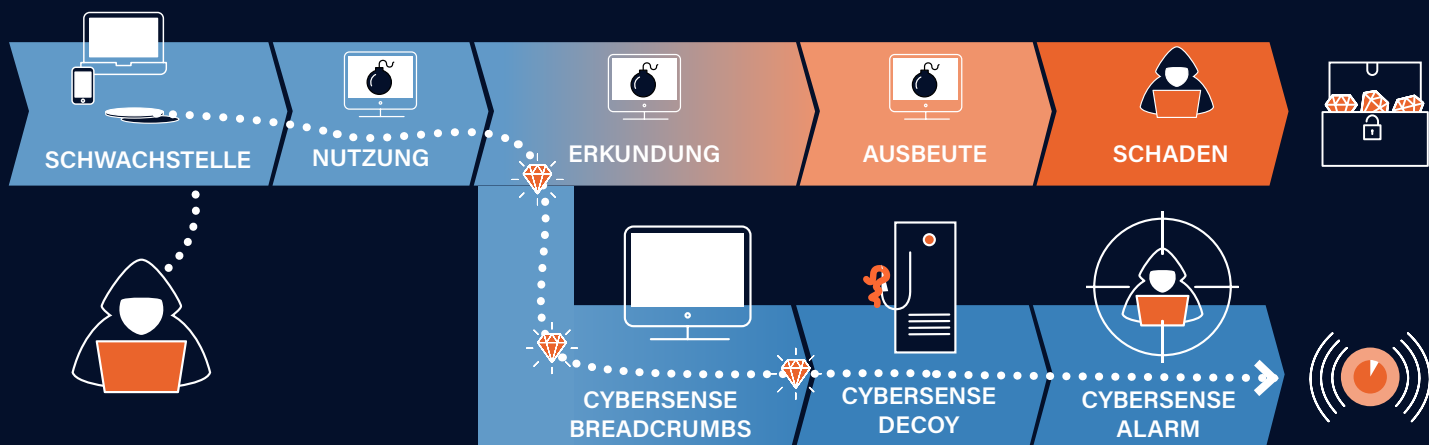 SCHWACHSTELLE
NUTZUNG
ERKUNDUNG
AUSBEUTE
SCHADEN
CYBERSENSE
BREADCRUMBS
CYBERSENSE
DECOY
CYBERSENSE
ALARM